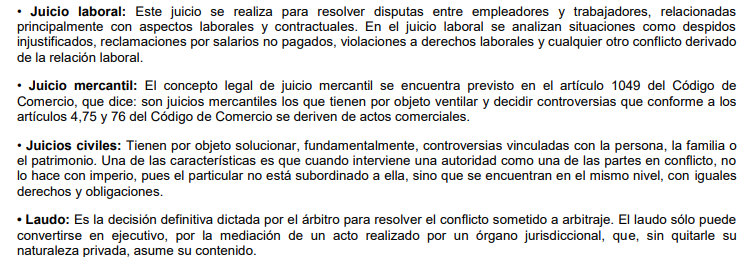 • Juicio laboral: Este juicio se realiza para resolver disputas entre empleadores y trabajadores, relacionadas
principalmente con aspectos laborales y contractuales. En el juicio laboral se analizan situaciones como despidos
injustificados, reclamaciones por salarios no pagados, violaciones a derechos laborales y cualquier otro conflicto derivado
de la relación laboral.
• Juicio mercantil: El concepto legal de juicio mercantil se encuentra previsto en el artículo 1049 del Código de
Comercio, que dice: son juicios mercantiles los que tienen por objeto ventilar y decidir controversias que conforme a los
artículos 4,75 y 76 del Código de Comercio se deriven de actos comerciales.
• Juicios civiles: Tienen por objeto solucionar, fundamentalmente, controversias vinculadas con la persona, la familia o
el patrimonio. Una de las características es que cuando interviene una autoridad como una de las partes en conflicto, no
lo hace con imperio, pues el particular no está subordinado a ella, sino que se encuentran en el mismo nivel, con iguales
derechos y obligaciones.
• Laudo: Es la decisión definitiva dictada por el árbitro para resolver el conflicto sometido a arbitraje. El laudo sólo puede
convertirse en ejecutivo, por la mediación de un acto realizado por un órgano jurisdiccional, que, sin quitarle su
naturaleza privada, asume su contenido.